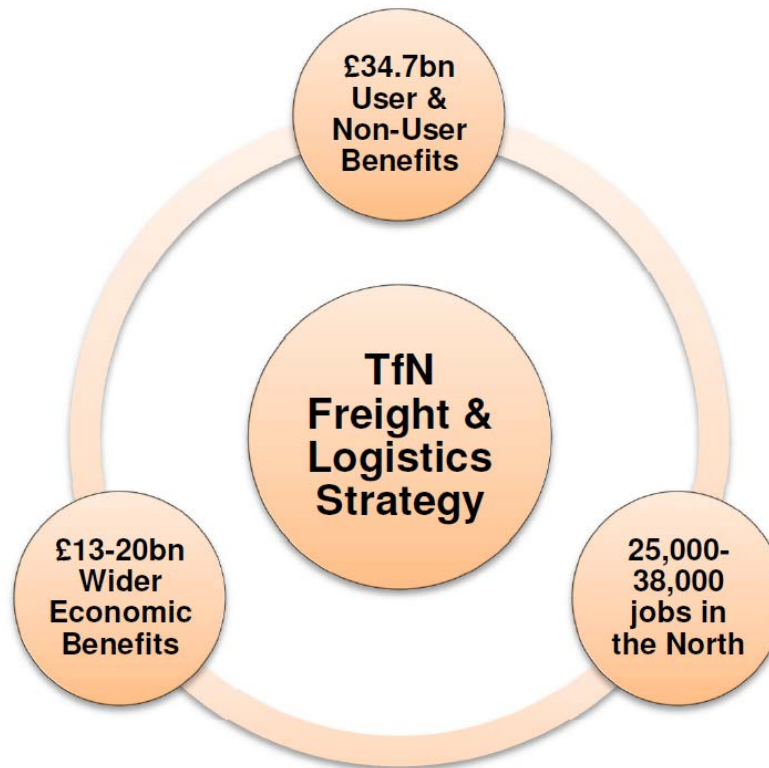 £34.7bn
User &
Non-User
Benefits
TfN
Freight &
Logistics
Strategy
£13-20bn
Wider
Economic
Benefits
25,000-
38,000
jobs in
the North